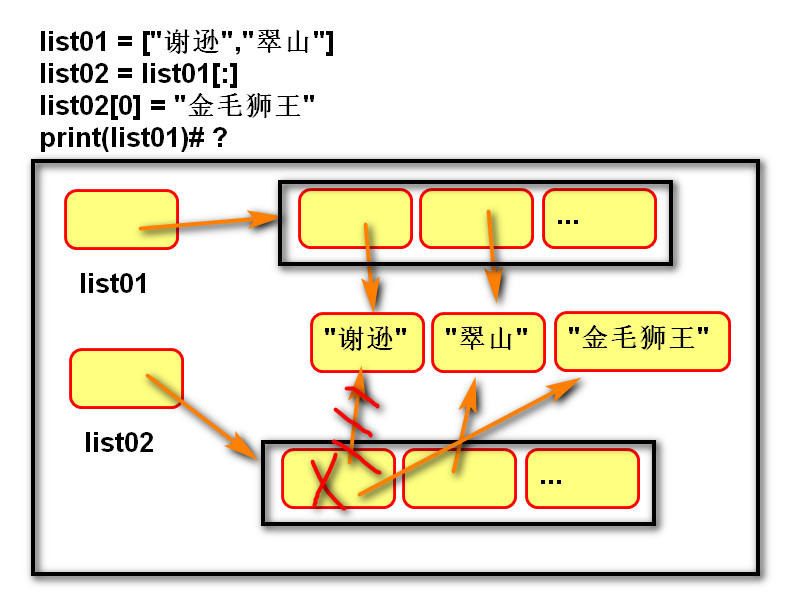 list01 = ["谢逊","翠山"]
list02 = list01[:]
list02[0] = "金毛狮王"
print(list01)# ?
...
list01
"谢逊" "翠山" "金毛狮王"
list02
...